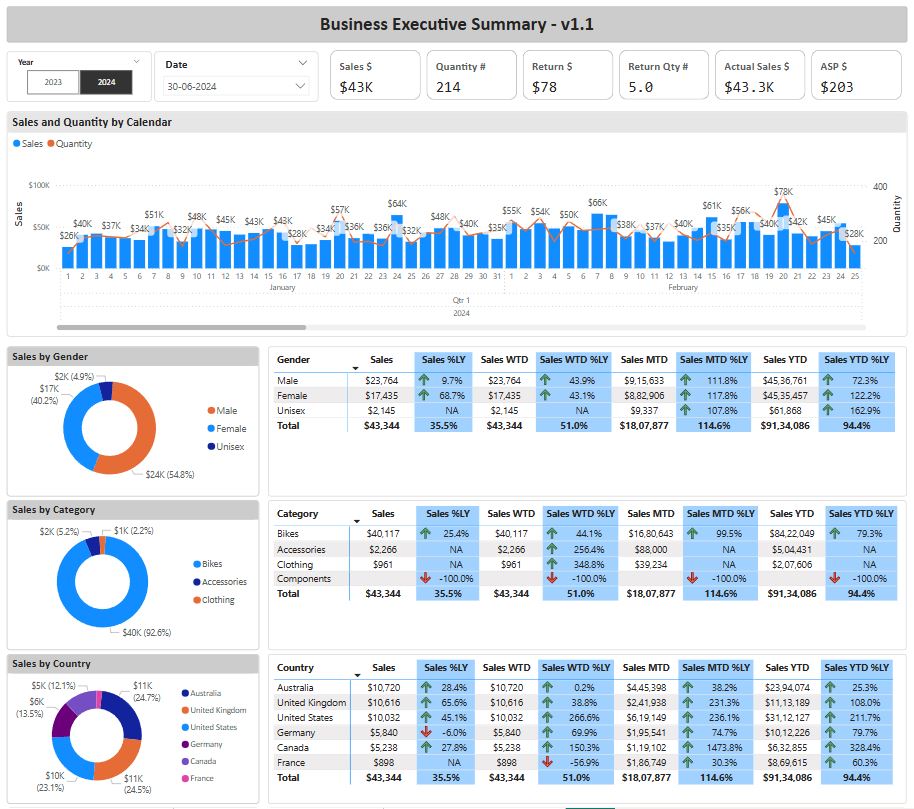 Business Executive Summary - v1.1
Year
2023 2024
Date
30-06-2024
Sales $
$43K
Quantity #
214
Return $
$78
Return Qty #
5.0
Actual Sales $
$43.3K
ASP $
$203
Sales and Quantity by Calendar
Sales Quantity
$100K 400
$78K
$64K $66K
$61K
$57K $55K $54K $56K
$51K $48K $48K $50K
$40K $37K $45K $43K $43K $40K $40K $42K $45K
$26K $34K $32K $28K $34K $36K $36K $32K $35K $38K $37K $35K $40K $28K
Sales $50K 200 Quantity
$0K
1 2 3 4 5 6 7 8 9 10 11 12 13 14 15 16 17 18 19 20 21 22 23 24 25 26 27 28 29 30 31 1 2 3 4 5 6 7 8 9 10 11 12 13 14 15 16 17 18 19 20 21 22 23 24 25
January February
Qtr 1
2024
Sales by Gender
$2K (4.9%)
$17K
(40.2%)
$24K (54.8%)
Male
Female
Unisex
Gender Sales Sales %LY Sales WTD Sales WTD %LY Sales MTD Sales MTD %LY Sales YTD Sales YTD %LY
Male $23,764 9.7% $23,764 43.9% $9,15,633 111.8% $45,36,761 72.3%
Female $17,435 68.7% $17,435 43.1% $8,82,906 117.8% $45,35,457 122.2%
Unisex $2,145 NA $2,145 NA $9,337 107.8% $61,868 162.9%
Total $43,344 35.5% $43,344 51.0% $18,07,877 114.6% $91,34,086 94.4%
Sales by Category
$2K (5.2%) $1K (2.2%)
$40K (92.6%)
Bikes
Accessories
Clothing
Category Sales Sales %LY Sales WTD Sales WTD %LY Sales MTD Sales MTD %LY Sales YTD Sales YTD %LY
Bikes $40,117 25.4% $40,117 44.1% $16,80,643 99.5% $84,22,049 79.3%
Accessories $2,266 NA $2,266 256.4% $88,000 NA $5,04,431 NA
Clothing $961 NA $961 348.8% $39,234 NA $2,07,606 NA
Components -100.0% -100.0% -100.0% -100.0%
Total $43,344 35.5% $43,344 51.0% $18,07,877 114.6% $91,34,086 94.4%
Sales by Country
$5K (12.1%)
$11K
(24.7%)
$6K
(13.5%)
$10K
(23.1%)
$11K
(24.5%)
Australia
United Kingdom
United States
Germany
Canada
France
Country Sales Sales %LY Sales WTD Sales WTD %LY Sales MTD Sales MTD %LY Sales YTD Sales YTD %LY
Australia $10,720 28.4% $10,720 0.2% $4,45,398 38.2% $23,94,074 25.3%
United Kingdom $10,616 65.6% $10,616 38.8% $2,41,938 231.3% $11,13,189 108.0%
United States $10,032 45.1% $10,032 266.6% $6,19,149 236.1% $31,12,127 211.7%
Germany $5,840 -6.0% $5,840 69.9% $1,95,541 74.7% $10,12,226 79.7%
Canada $5,238 27.8% $5,238 150.3% $1,19,102 1473.8% $6,32,855 328.4%
France $898 NA $898 -56.9% $1,86,749 30.3% $8,69,615 60.3%
Total $43,344 35.5% $43,344 51.0% $18,07,877 114.6% $91,34,086 94.4%